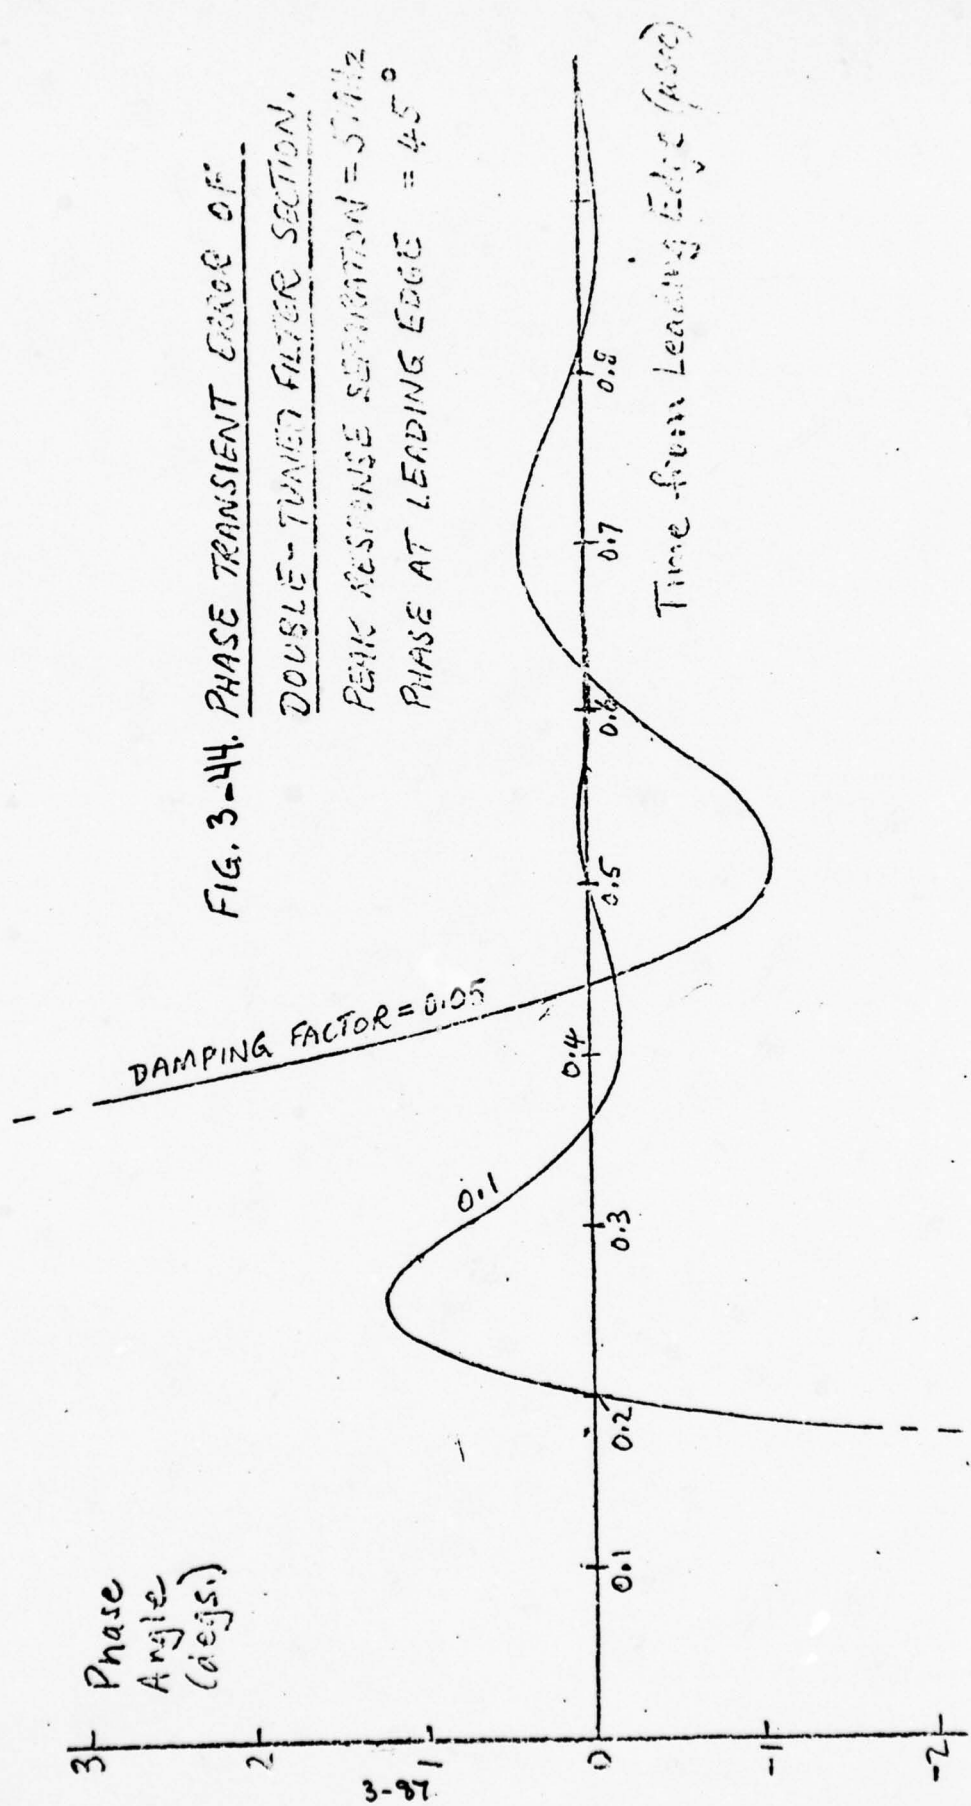 FIG. 3-44. PHASE TRANSIENT ERROR OF
DOUBLE-TUNED FILTER SECTION.
PEAK RESPONSE SEPARATION = 5 MHz
PHASE AT LEADING EDGE = 45°
Phase
Angle
(degs.)
3
2
1
0
-1
-2
DAMPING FACTOR = 0.05
0.1
0.1
0.2
0.3
0.4
0.5
0.6
0.7
0.8
Time from Leading Edge (μsec)
3-87